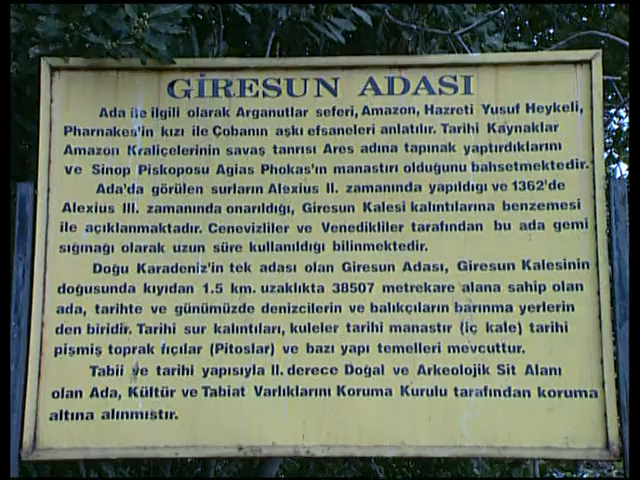 GİRESUN ADASI
Ada ile ilgili olarak Arganutlar seferi, Amazon, Hazreti Yusuf Heykeli,
Pharnakes'in kızı ile Çobanın aşkı efsaneleri anlatılır. Tarihi Kaynaklar
Amazon Kraliçelerinin savaş tanrısı Ares adına tapınak yaptırdıklarını
ve Sinop Piskoposu Agias Phokas'ın manastırı olduğunu bahsetmektedir.
Ada'da görülen surların Alexius II. zamanında yapıldığı ve 1362'de
Alexius III. zamanında onarıldığı, Giresun Kalesi kalıntılarına benzemesi
ile açıklanmaktadır. Cenevizliler ve Venedikliler tarafından bu ada gemi
sığınağı olarak uzun süre kullanıldığı bilinmektedir.
Doğu Karadeniz'in tek adası olan Giresun Adası, Giresun Kalesinin
doğusunda kıyıdan 1.5 km. uzaklıkta 38507 metrekare alana sahip olan
ada, tarihte ve günümüzde denizcilerin ve balıkçıların barınma yerlerin
den biridir. Tarihi sur kalıntıları, kuleler tarihi manastır (iç kale) tarihi
pişmiş toprak fıçılar (Pitoslar) ve bazı yapı temelleri mevcuttur.
Tabii ve tarihi yapısıyla II. derece Doğal ve Arkeolojik Sit Alanı
olan Ada, Kültür ve Tabiat Varlıklarını Koruma Kurulu tarafından koruma
altına alınmıştır.